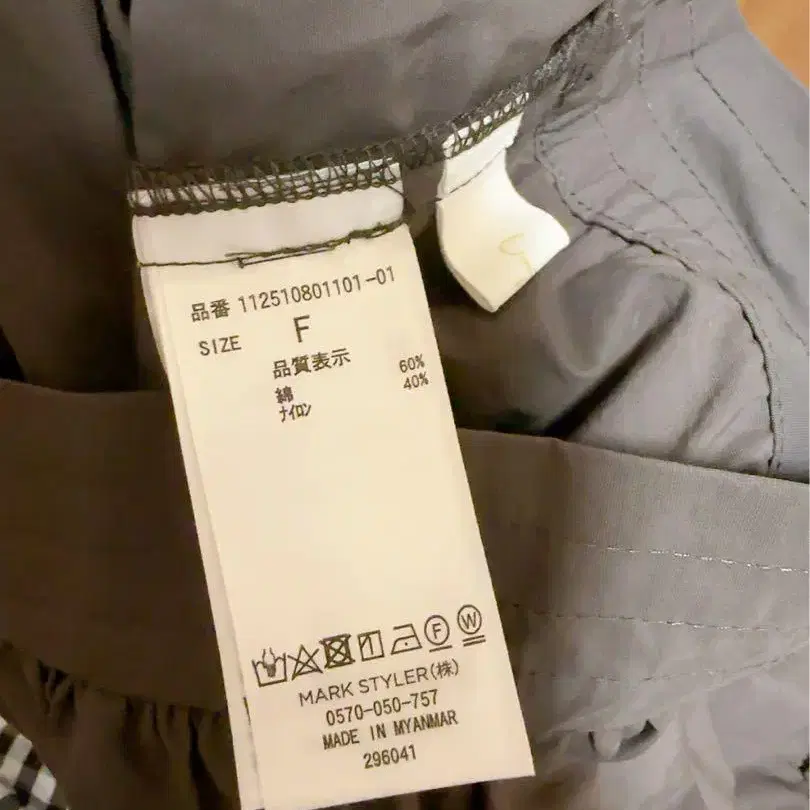 品番 112510801101-01
SIZE F
品質表示
綿 60%
ナイロン 40%
F W
MARK STYLER(株)
0570-050-757
MADE IN MYANMAR
296041